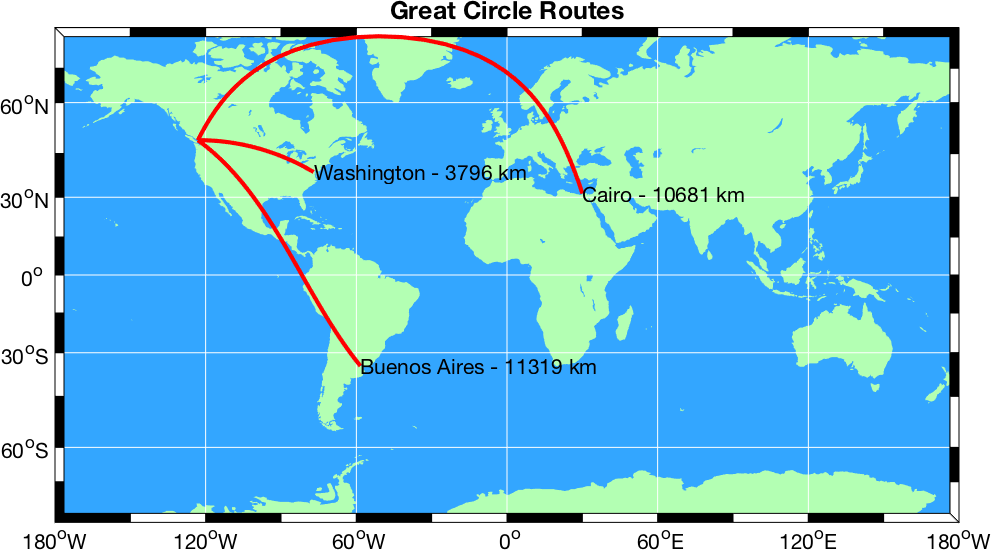 Great Circle Routes
60°N
30°N
0°
30°S
60°S
Washington - 3796 km
Cairo - 10681 km
Buenos Aires - 11319 km
180°W 120°W 60°W 0° 60°E 120°E 180°W